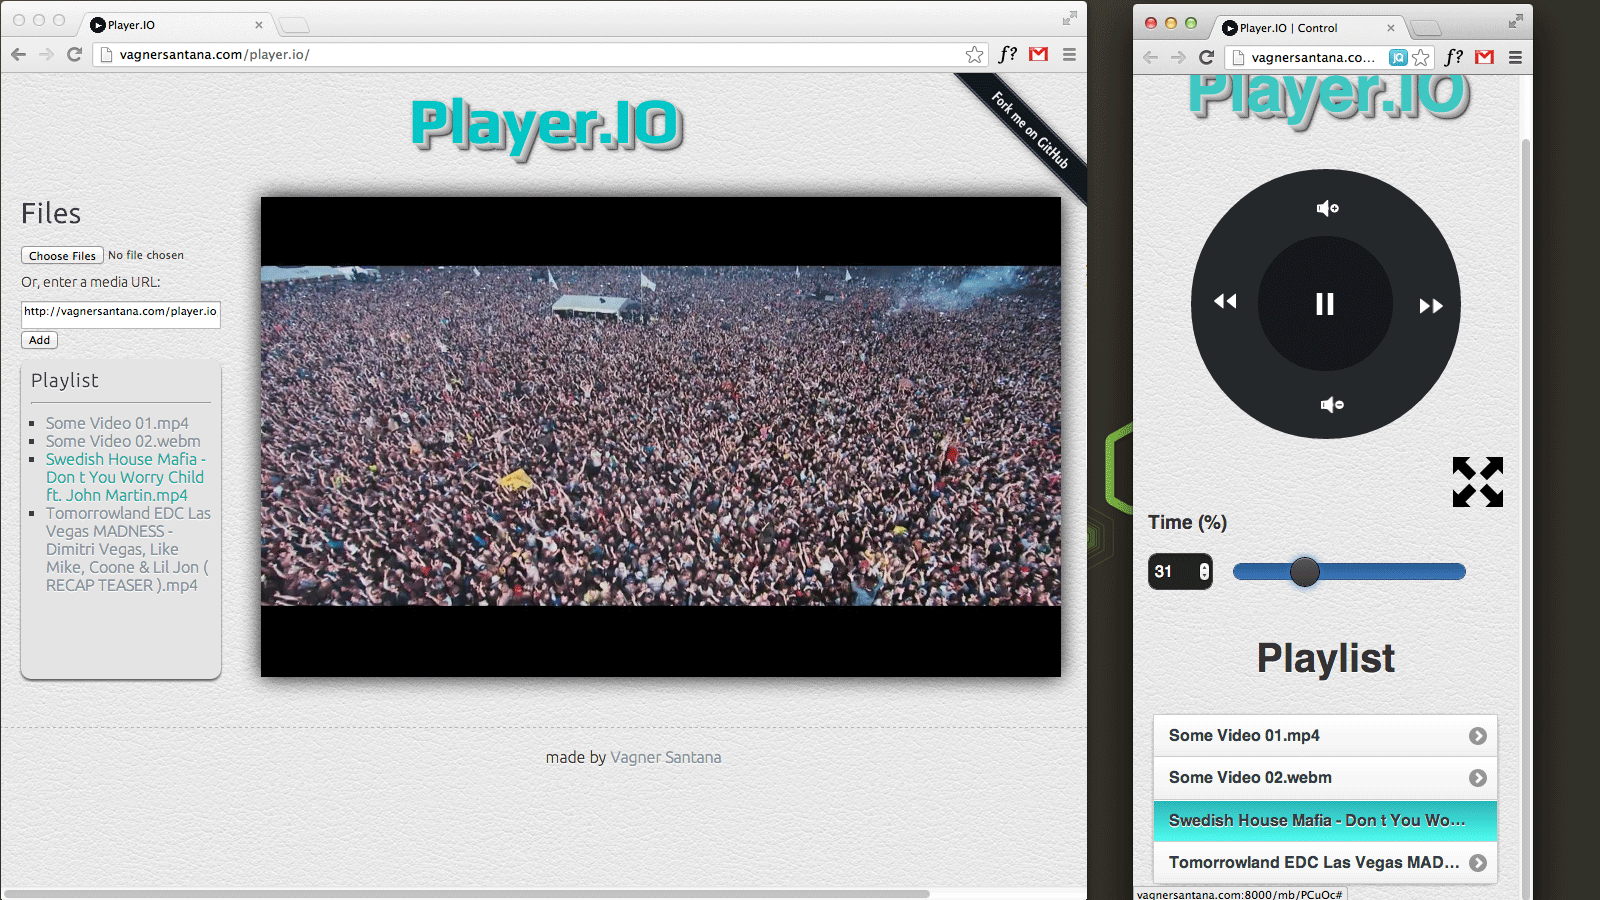 Player.IO
vagnersantana.com/player.io/
f?
Player.IO
Fork me on GitHub
Files
Choose Files No file chosen
Or, enter a media URL:
http://vagnersantana.com/player.io
Add
Playlist
Some Video 01.mp4
Some Video 02.webm
Swedish House Mafia -
Don t You Worry Child
ft. John Martin.mp4
Tomorrowland EDC Las
Vegas MADNESS -
Dimitri Vegas, Like
Mike, Coone & Lil Jon (
RECAP TEASER ).mp4
made by Vagner Santana
Player.IO | Control
vagnersantana.co...
f?
Player.IO
Time (%)
31
Playlist
Some Video 01.mp4
Some Video 02.webm
Swedish House Mafia - Don t You Wo...
Tomorrowland EDC Las Vegas MAD...
vagnersantana.com:8000/mb/PCuOc#